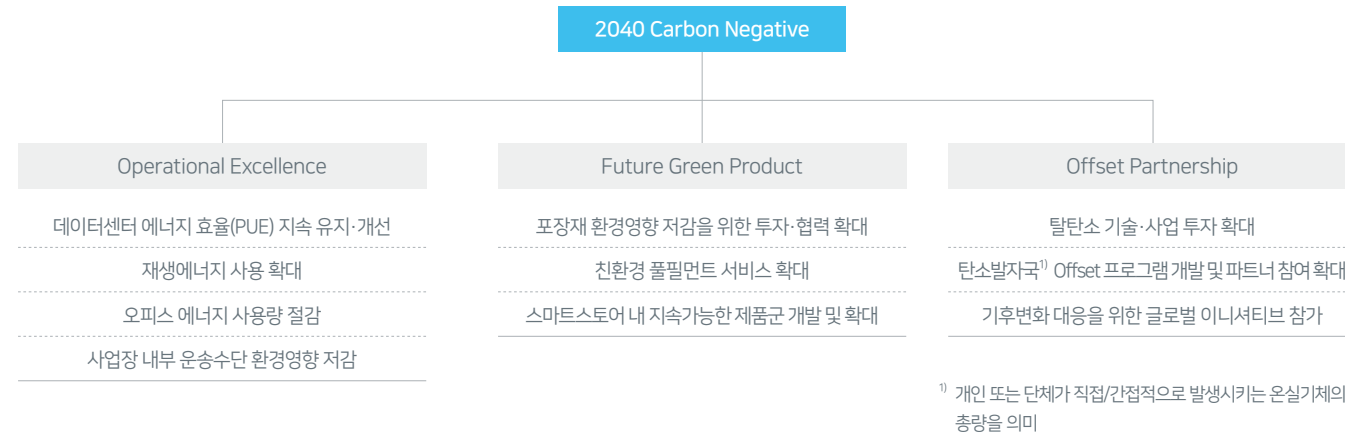 2040 Carbon Negative
Operational Excellence
데이터센터 에너지 효율(PUE) 지속 유지·개선
재생에너지 사용 확대
오피스 에너지 사용량 절감
사업장 내부 운송수단 환경영향 저감
Future Green Product
포장재 환경영향 저감을 위한 투자·협력 확대
친환경 풀필먼트 서비스 확대
스마트스토어 내 지속가능한 제품군 개발 및 확대
Offset Partnership
탈탄소 기술·사업 투자 확대
탄소발자국1) Offset 프로그램 개발 및 파트너 참여 확대
기후변화 대응을 위한 글로벌 이니셔티브 참가
1) 개인 또는 단체가 직접/간접적으로 발생시키는 온실기체의
총량을 의미